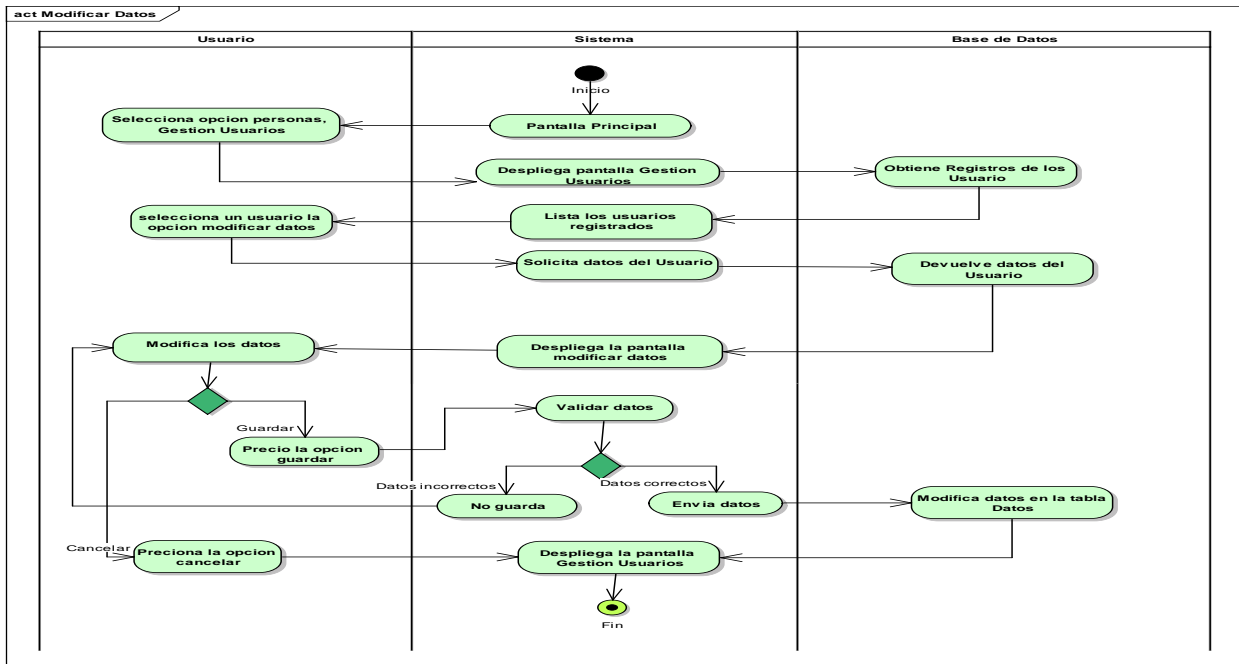 act Modificar Datos
Usuario
Sistema
Base de Datos
Inicio
Selecciona opcion personas,
Gestion Usuarios
Pantalla Principal
Despliega pantalla Gestion
Usuarios
Obtiene Registros de los
Usuario
selecciona un usuario la
opcion modificar datos
Lista los usuarios
registrados
Solicita datos del Usuario
Devuelve datos del
Usuario
Modifica los datos
Despliega la pantalla
modificar datos
Validar datos
Guardar
Precio la opcion
guardar
Datos incorrectos
Datos correctos
No guarda
Envia datos
Modifica datos en la tabla
Datos
Cancelar
Preciona la opcion
cancelar
Despliega la pantalla
Gestion Usuarios
Fin